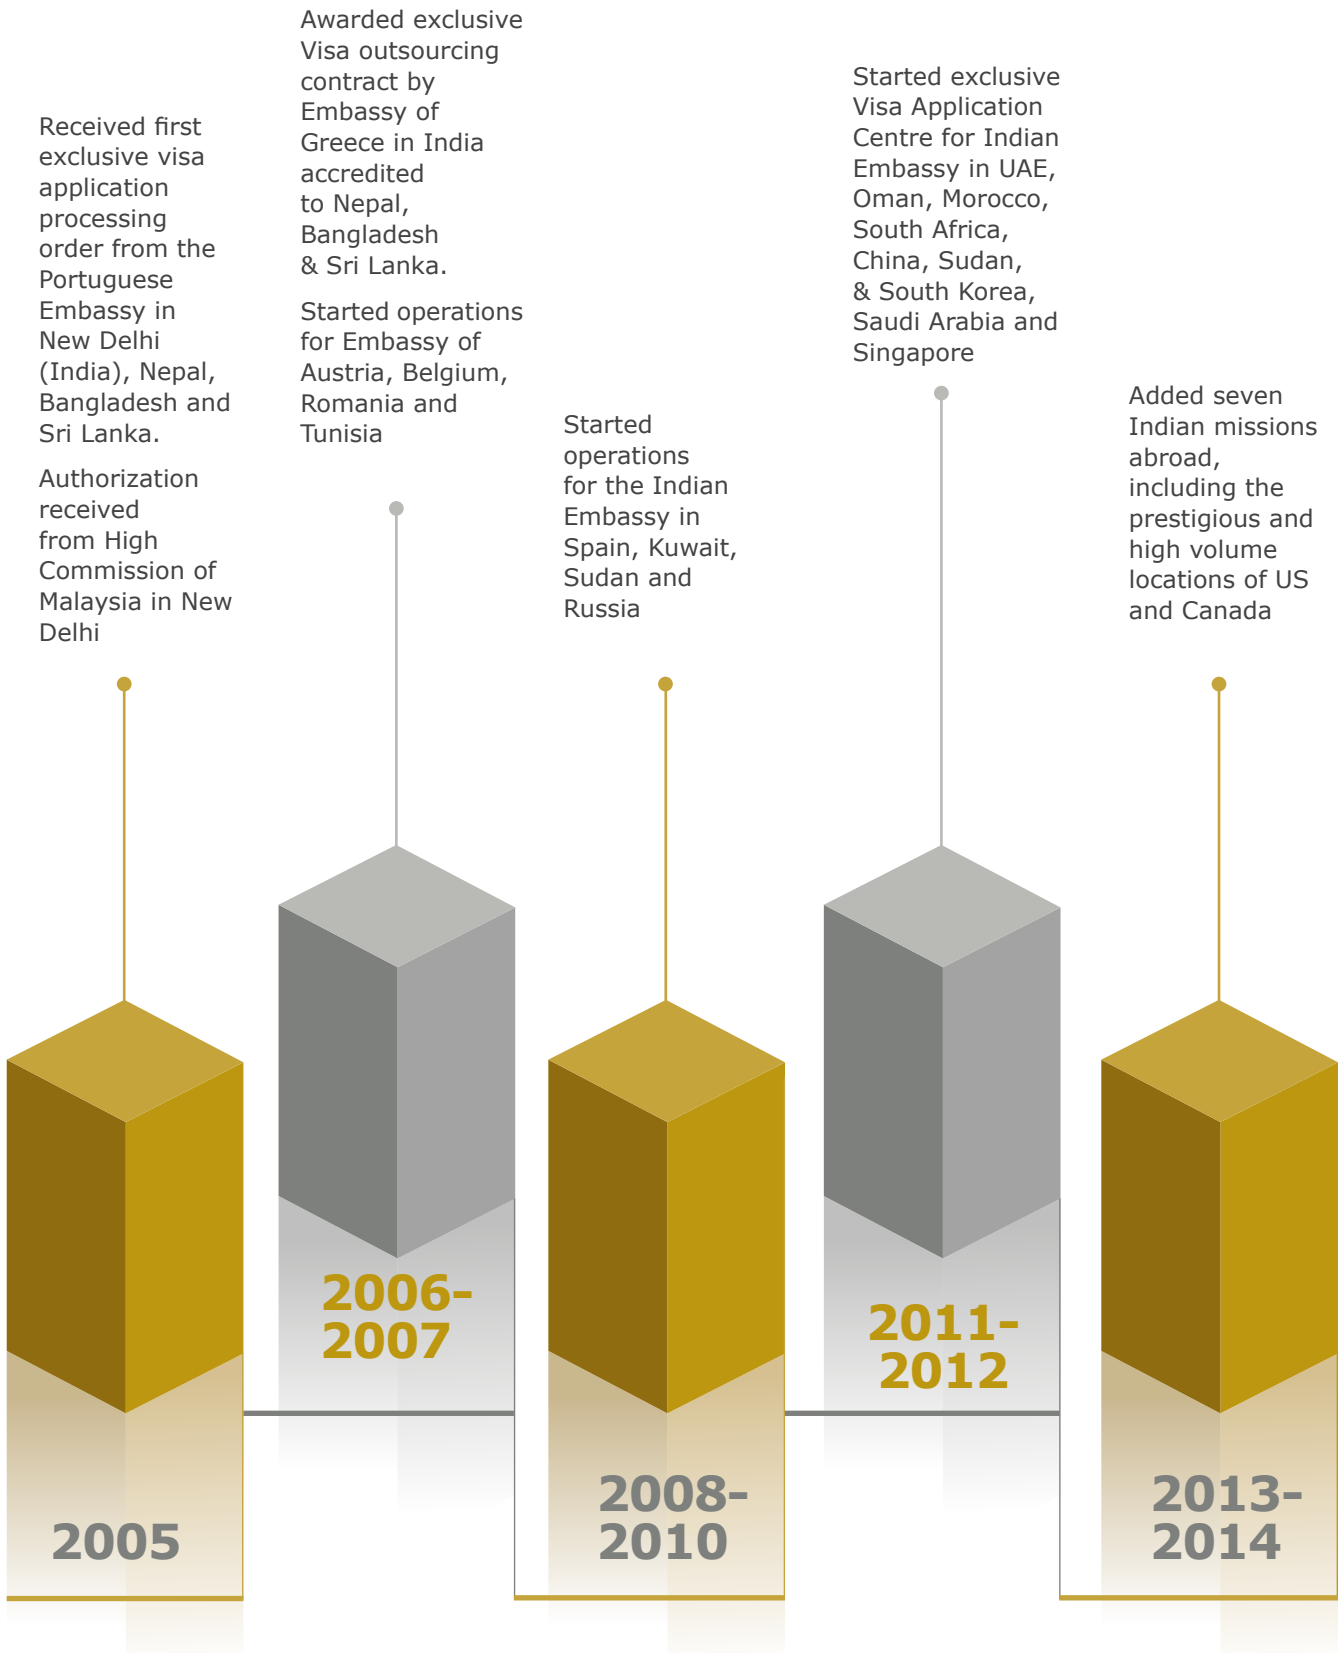 Received first
exclusive visa
application
processing
order from the
Portuguese
Embassy in
New Delhi
(India), Nepal,
Bangladesh and
Sri Lanka.
Authorization
received
from High
Commission of
Malaysia in New
Delhi
2005
Awarded exclusive
Visa outsourcing
contract by
Embassy of
Greece in India
accredited
to Nepal,
Bangladesh
& Sri Lanka.
Started operations
for Embassy of
Austria, Belgium,
Romania and
Tunisia
2006-
2007
Started
operations
for the Indian
Embassy in
Spain, Kuwait,
Sudan and
Russia
2008-
2010
Started exclusive
Visa Application
Centre for Indian
Embassy in UAE,
Oman, Morocco,
South Africa,
China, Sudan,
& South Korea,
Saudi Arabia and
Singapore
2011-
2012
Added seven
Indian missions
abroad,
including the
prestigious and
high volume
locations of US
and Canada
2013-
2014